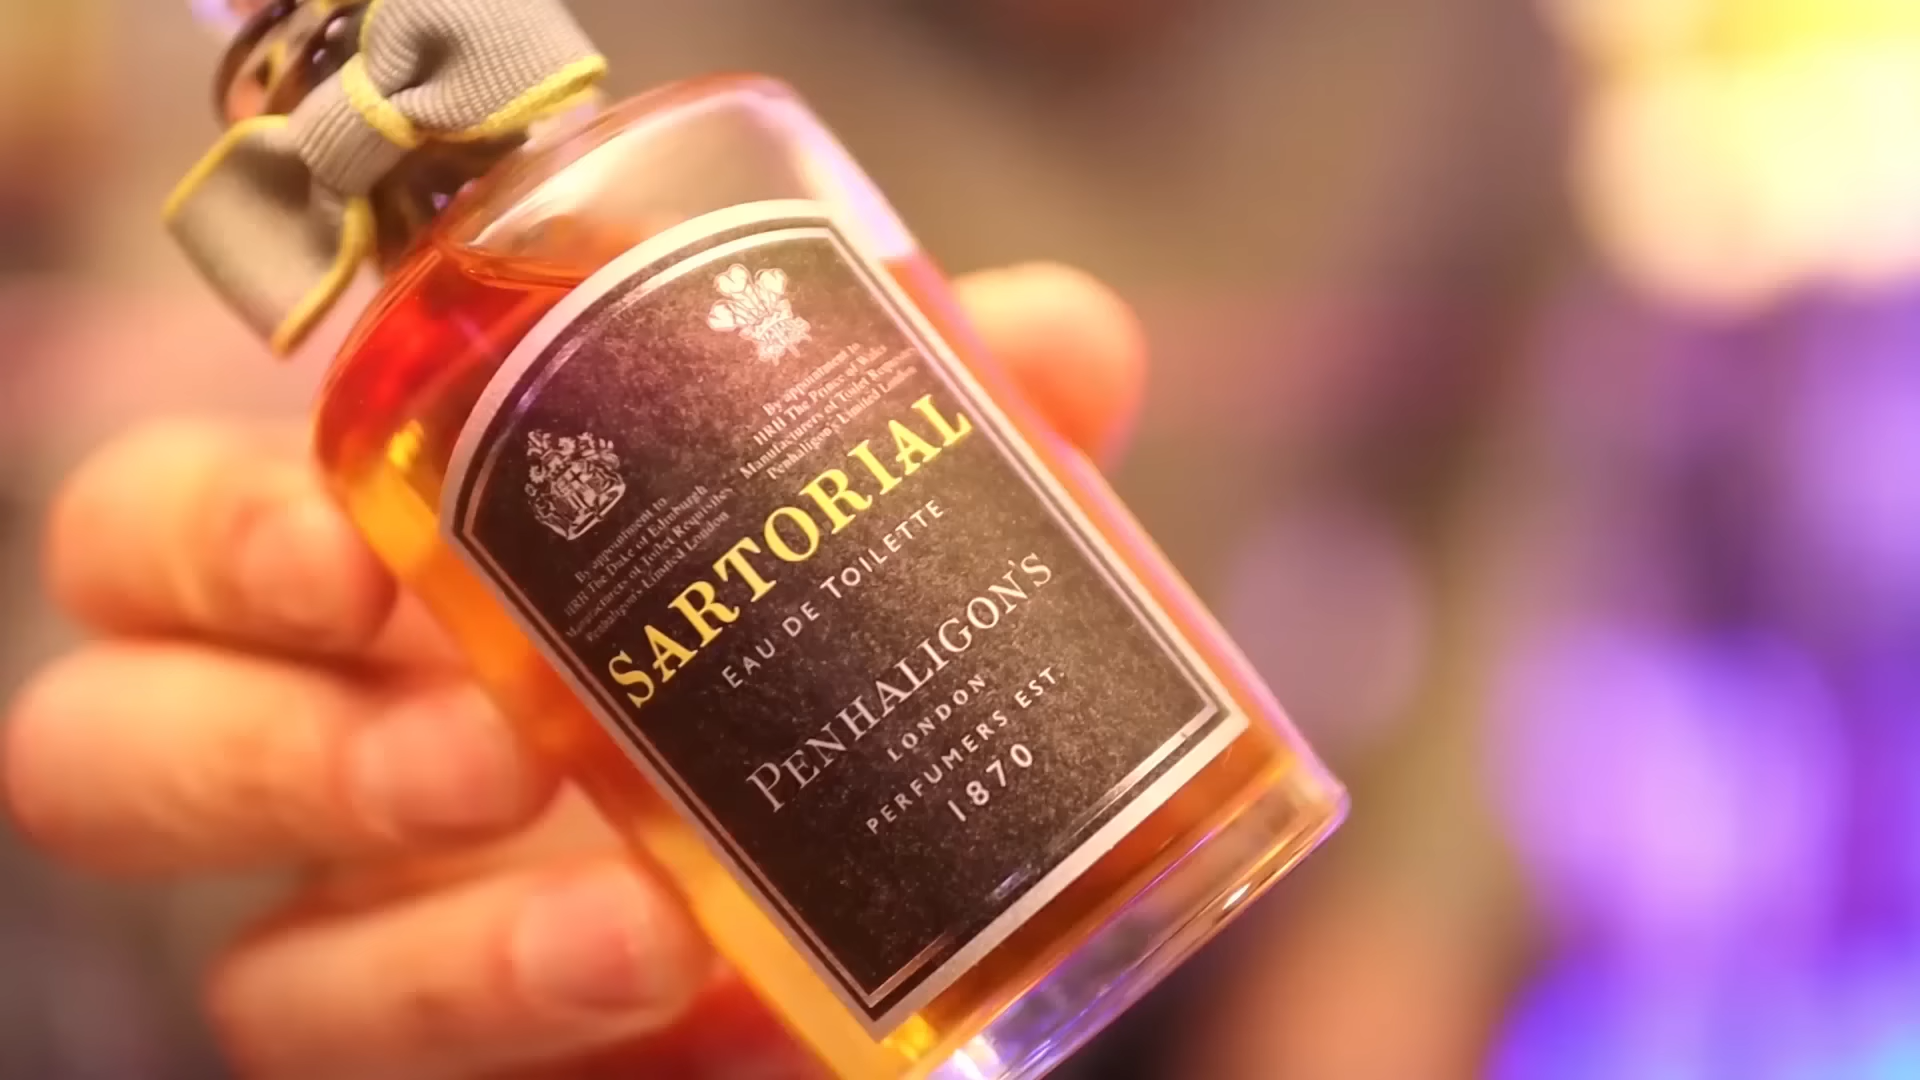 By appointment to
HRH The Duke of Edinburgh
Manufacturers of Toilet Requisites
Penhaligon's Limited London
By appointment to
HRH The Prince of Wales
Manufacturers of Toilet Requisites
Penhaligon's Limited London
SARTORIAL
EAU DE TOILETTE
PENHALIGON'S
LONDON
PERFUMERS EST.
1870